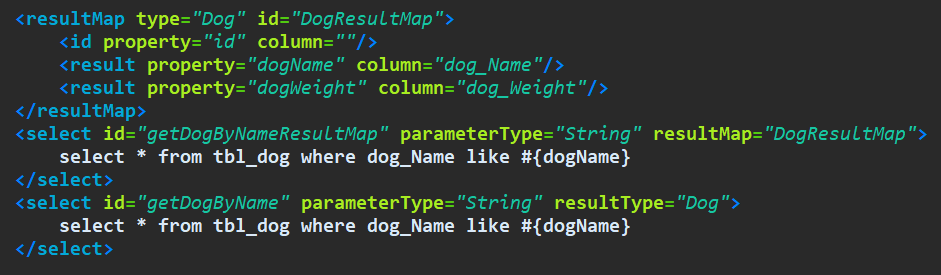 <resultMap type="Dog" id="DogResultMap">
    <id property="id" column=""/>
    <result property="dogName" column="dog_Name"/>
    <result property="dogWeight" column="dog_Weight"/>
</resultMap>
<select id="getDogByNameResultMap" parameterType="String" resultMap="DogResultMap">
    select * from tbl_dog where dog_Name like #{dogName}
</select>
<select id="getDogByName" parameterType="String" resultType="Dog">
    select * from tbl_dog where dog_Name like #{dogName}
</select>